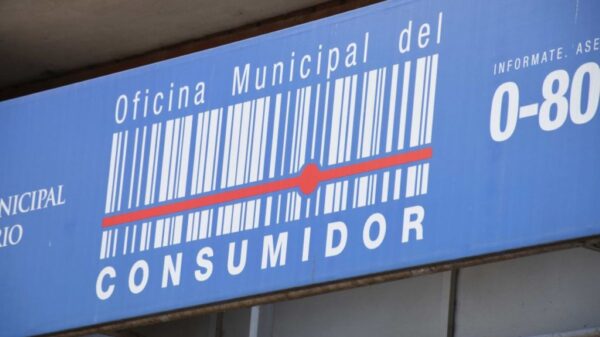 Oficina Municipal del
CONSUMIDOR
NICIPAL
RIO
INFORMATE. ASE
0-80